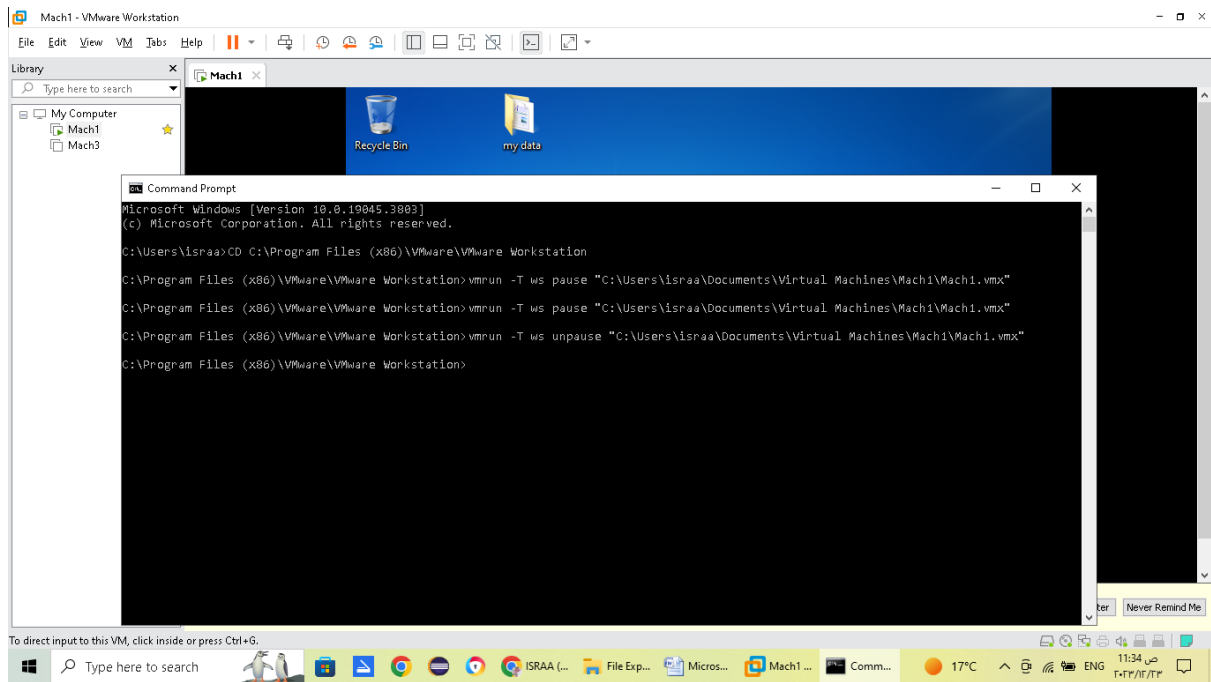 Mach1 - VMware Workstation
File Edit View VM Tabs Help
Library
Mach1
Type here to search
My Computer
Mach1
Mach3
Recycle Bin
my data
Command Prompt
Microsoft Windows [Version 10.0.19045.3803]
(c) Microsoft Corporation. All rights reserved.
C:\Users\israa>CD C:\Program Files (x86)\VMware\VMware Workstation
C:\Program Files (x86)\VMware\VMware Workstation>vmrun -T ws pause "C:\Users\israa\Documents\Virtual Machines\Mach1\Mach1.vmx"
C:\Program Files (x86)\VMware\VMware Workstation>vmrun -T ws pause "C:\Users\israa\Documents\Virtual Machines\Mach1\Mach1.vmx"
C:\Program Files (x86)\VMware\VMware Workstation>vmrun -T ws unpause "C:\Users\israa\Documents\Virtual Machines\Mach1\Mach1.vmx"
C:\Program Files (x86)\VMware\VMware Workstation>
ter Never Remind Me
To direct input to this VM, click inside or press Ctrl+G.
Type here to search ISRAA (... File Exp... Micros... Mach1 ... Comm... 17°C ENG 11:34 ص
٢٠٢٣/١٢/٢٣